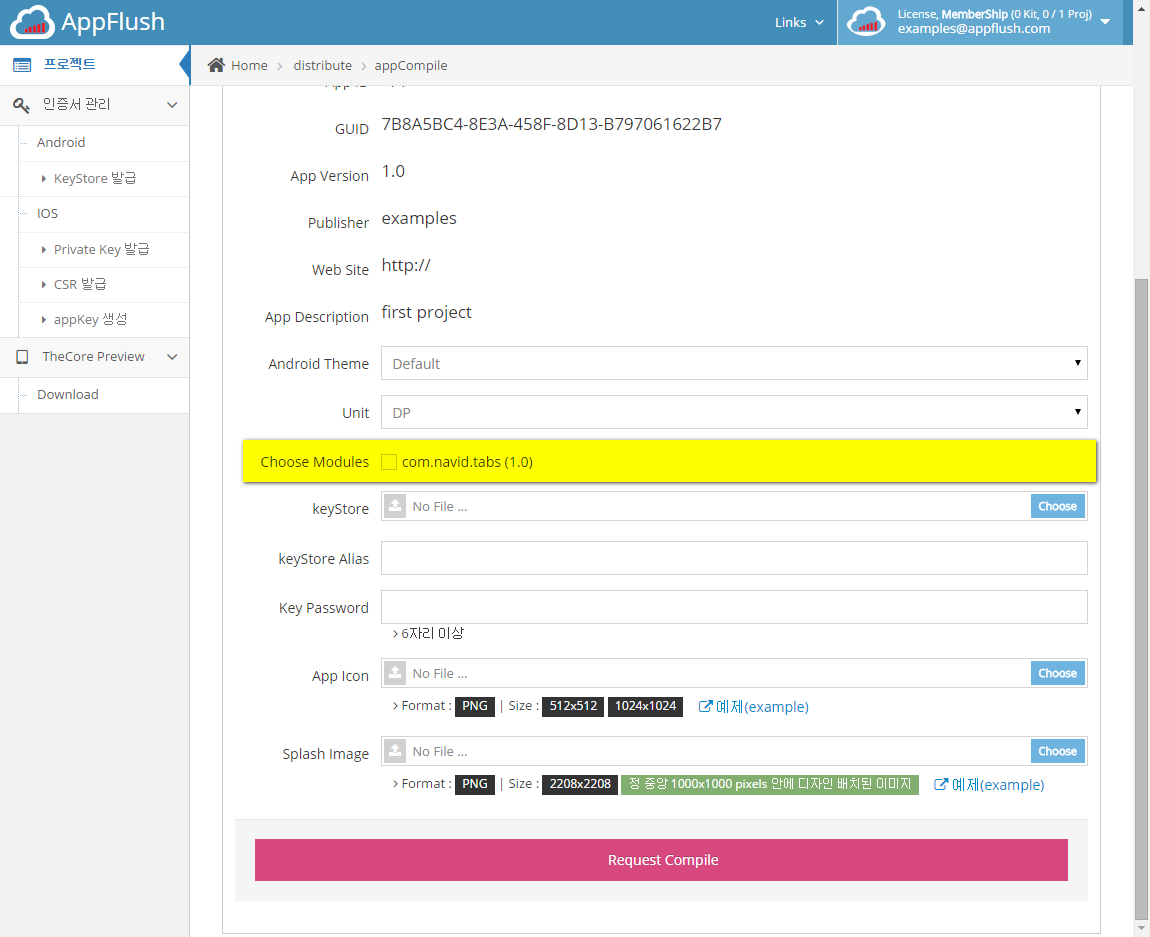 AppFlush
Links
License, MemberShip (0 Kit, 0 / 1 Proj)
examples@appflush.com
프로젝트
Home > distribute > appCompile
인증서 관리
Android
KeyStore 발급
IOS
Private Key 발급
CSR 발급
appKey 생성
TheCore Preview
Download
GUID 7B8A5BC4-8E3A-458F-8D13-B797061622B7
App Version 1.0
Publisher examples
Web Site http://
App Description first project
Android Theme Default
Unit DP
Choose Modules com.navid.tabs (1.0)
keyStore No File ... Choose
keyStore Alias
Key Password
6자리 이상
App Icon No File ... Choose
Format : PNG | Size : 512x512 1024x1024 예제(example)
Splash Image No File ... Choose
Format : PNG | Size : 2208x2208 정 중앙 1000x1000 pixels 안에 디자인 배치된 이미지 예제(example)
Request Compile